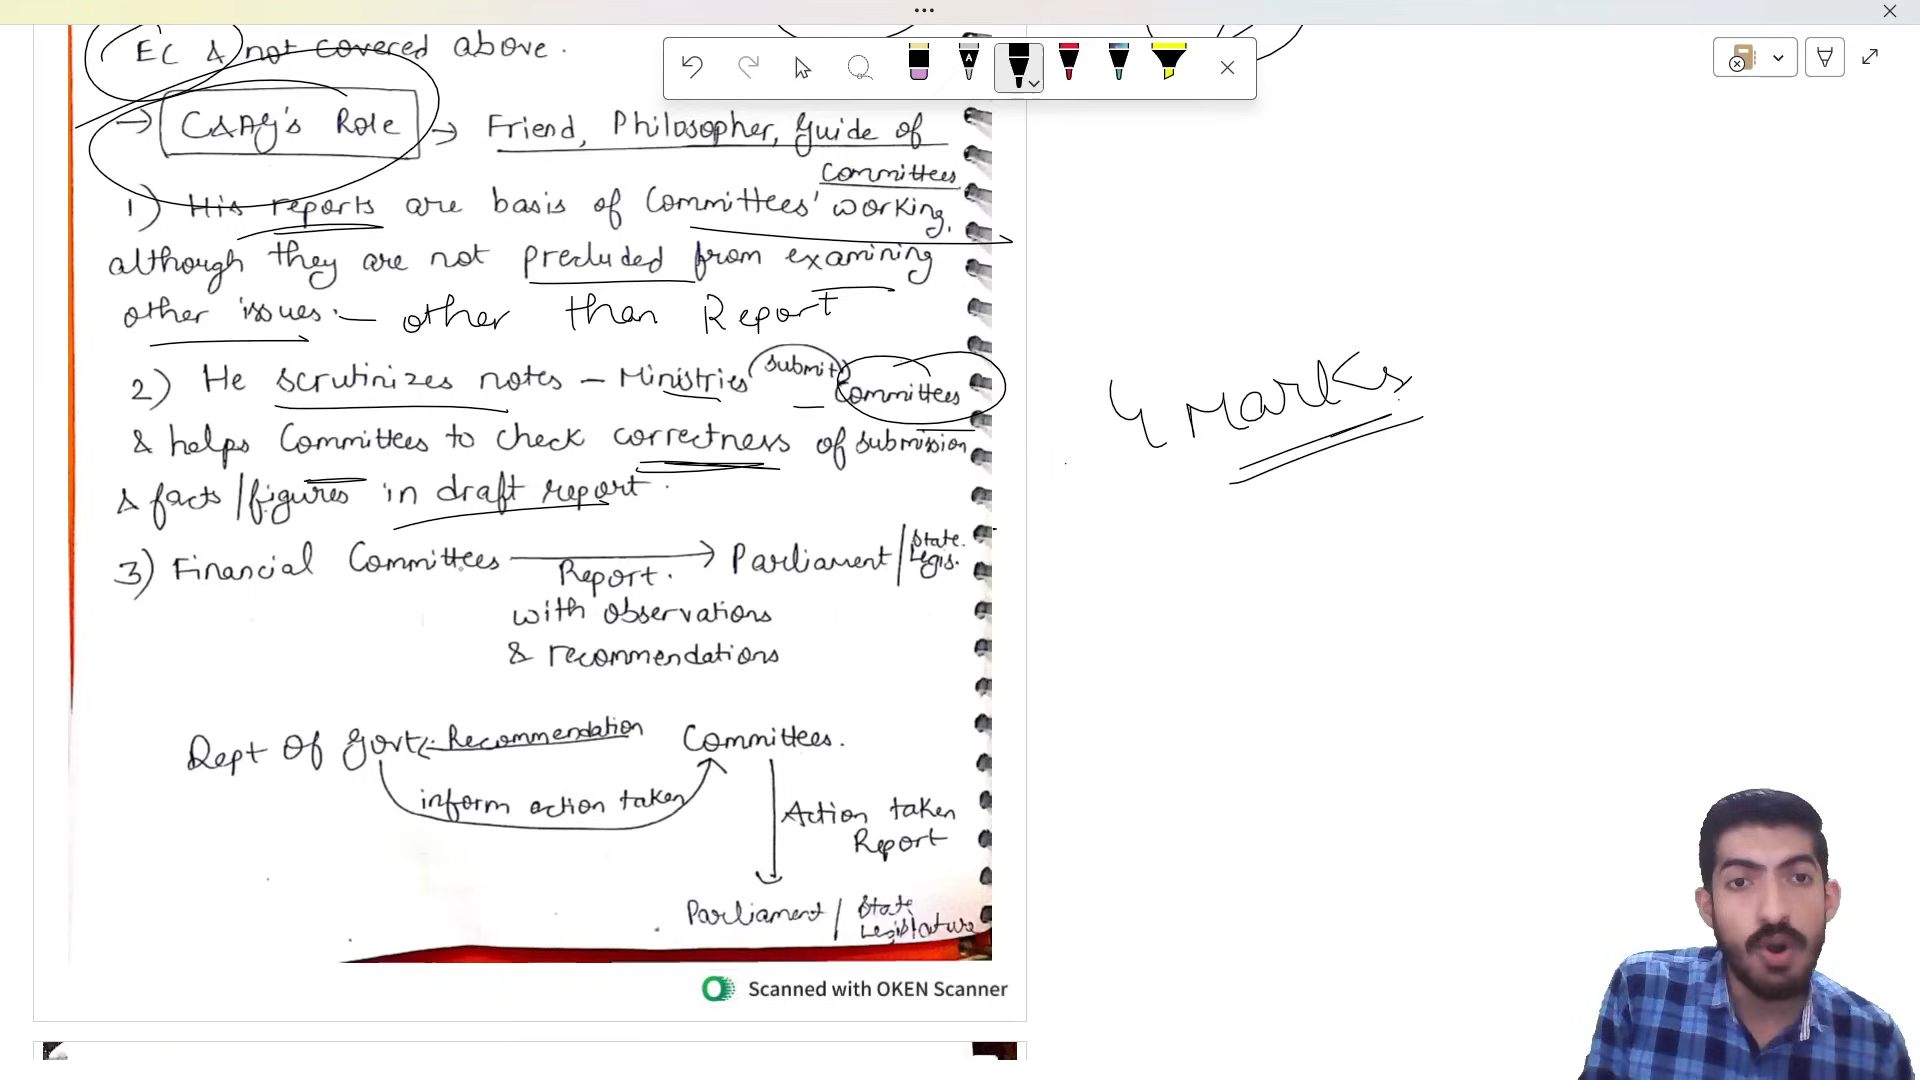 EC & not covered above.
→ C&AG's Role → Friend, Philosopher, Guide of
Committees
1) His reports are basis of Committees' working,
although they are not precluded from examining
other issues. — other than Report
2) He scrutinizes notes – Ministries submit Committees
& helps Committees to check correctness of submission
& facts/figures in draft report.
3) Financial Committees → Parliament / State. Legis.
Report.
with observations
& recommendations
Dept Of Govt ← Recommendation Committees.
inform action taken
Action taken
Report
Parliament / State
Legislature
4 Marks
Scanned with OKEN Scanner